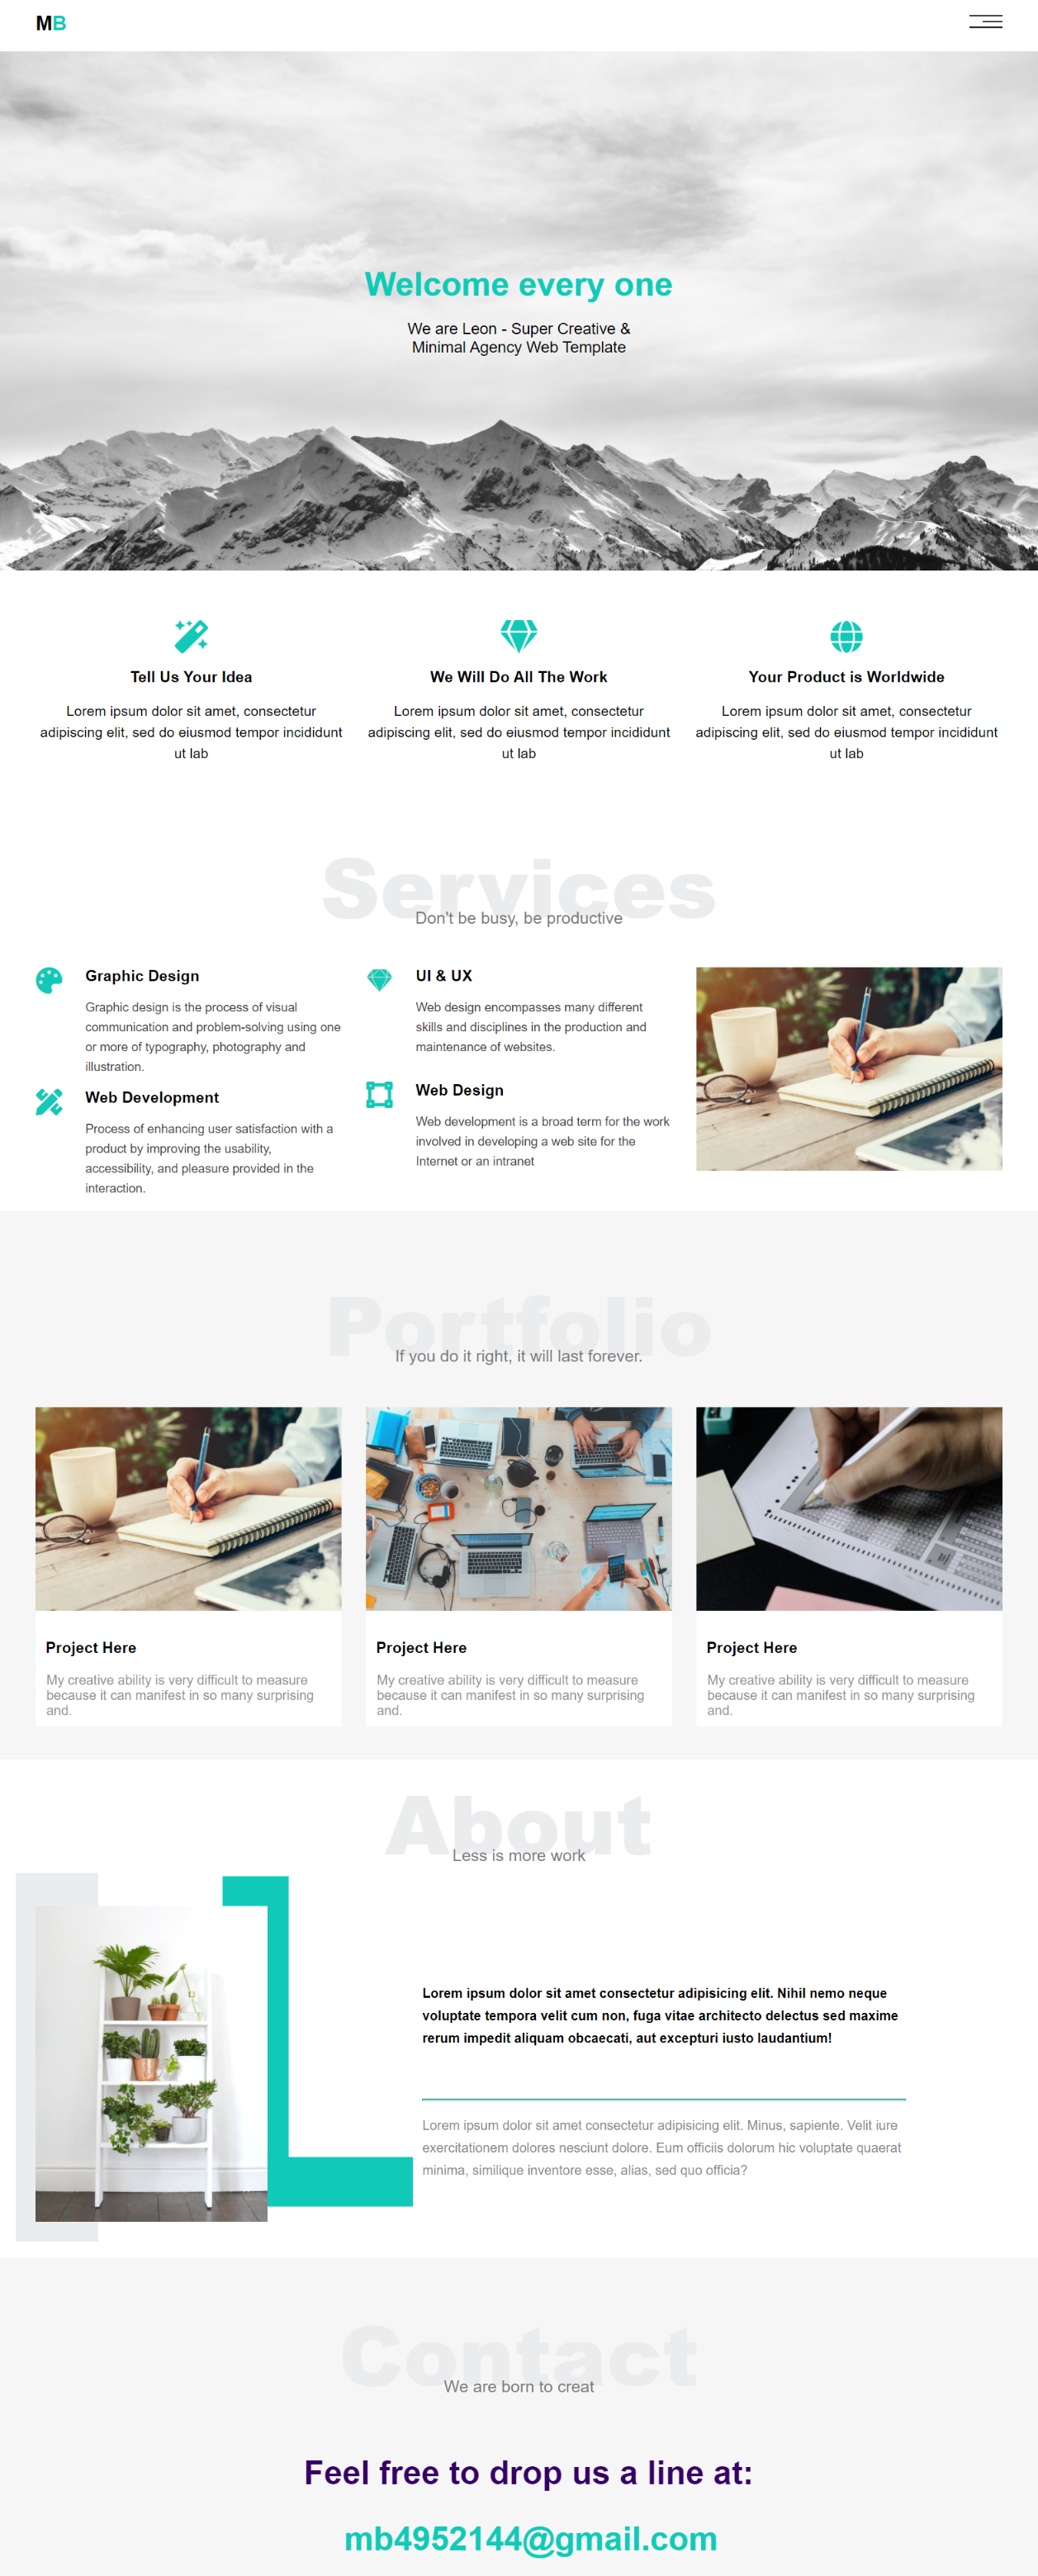 MB
Welcome every one
We are Leon - Super Creative &
Minimal Agency Web Template
Tell Us Your Idea
Lorem ipsum dolor sit amet, consectetur
adipiscing elit, sed do eiusmod tempor incididunt
ut lab
We Will Do All The Work
Lorem ipsum dolor sit amet, consectetur
adipiscing elit, sed do eiusmod tempor incididunt
ut lab
Your Product is Worldwide
Lorem ipsum dolor sit amet, consectetur
adipiscing elit, sed do eiusmod tempor incididunt
ut lab
Services
Don't be busy, be productive
Graphic Design
Graphic design is the process of visual
communication and problem-solving using one
or more of typography, photography and
illustration.
Web Development
Process of enhancing user satisfaction with a
product by improving the usability,
accessibility, and pleasure provided in the
interaction.
UI & UX
Web design encompasses many different
skills and disciplines in the production and
maintenance of websites.
Web Design
Web development is a broad term for the work
involved in developing a web site for the
Internet or an intranet
Portfolio
If you do it right, it will last forever.
Project Here
My creative ability is very difficult to measure
because it can manifest in so many surprising
and.
Project Here
My creative ability is very difficult to measure
because it can manifest in so many surprising
and.
Project Here
My creative ability is very difficult to measure
because it can manifest in so many surprising
and.
About
Less is more work
Lorem ipsum dolor sit amet consectetur adipisicing elit. Nihil nemo neque
voluptate tempora velit cum non, fuga vitae architecto delectus sed maxime
rerum impedit aliquam obcaecati, aut excepturi iusto laudantium!
Lorem ipsum dolor sit amet consectetur adipisicing elit. Minus, sapiente. Velit iure
exercitationem dolores nesciunt dolore. Eum officiis dolorum hic voluptate quaerat
minima, similique inventore esse, alias, sed quo officia?
Contact
We are born to creat
Feel free to drop us a line at:
mb4952144@gmail.com